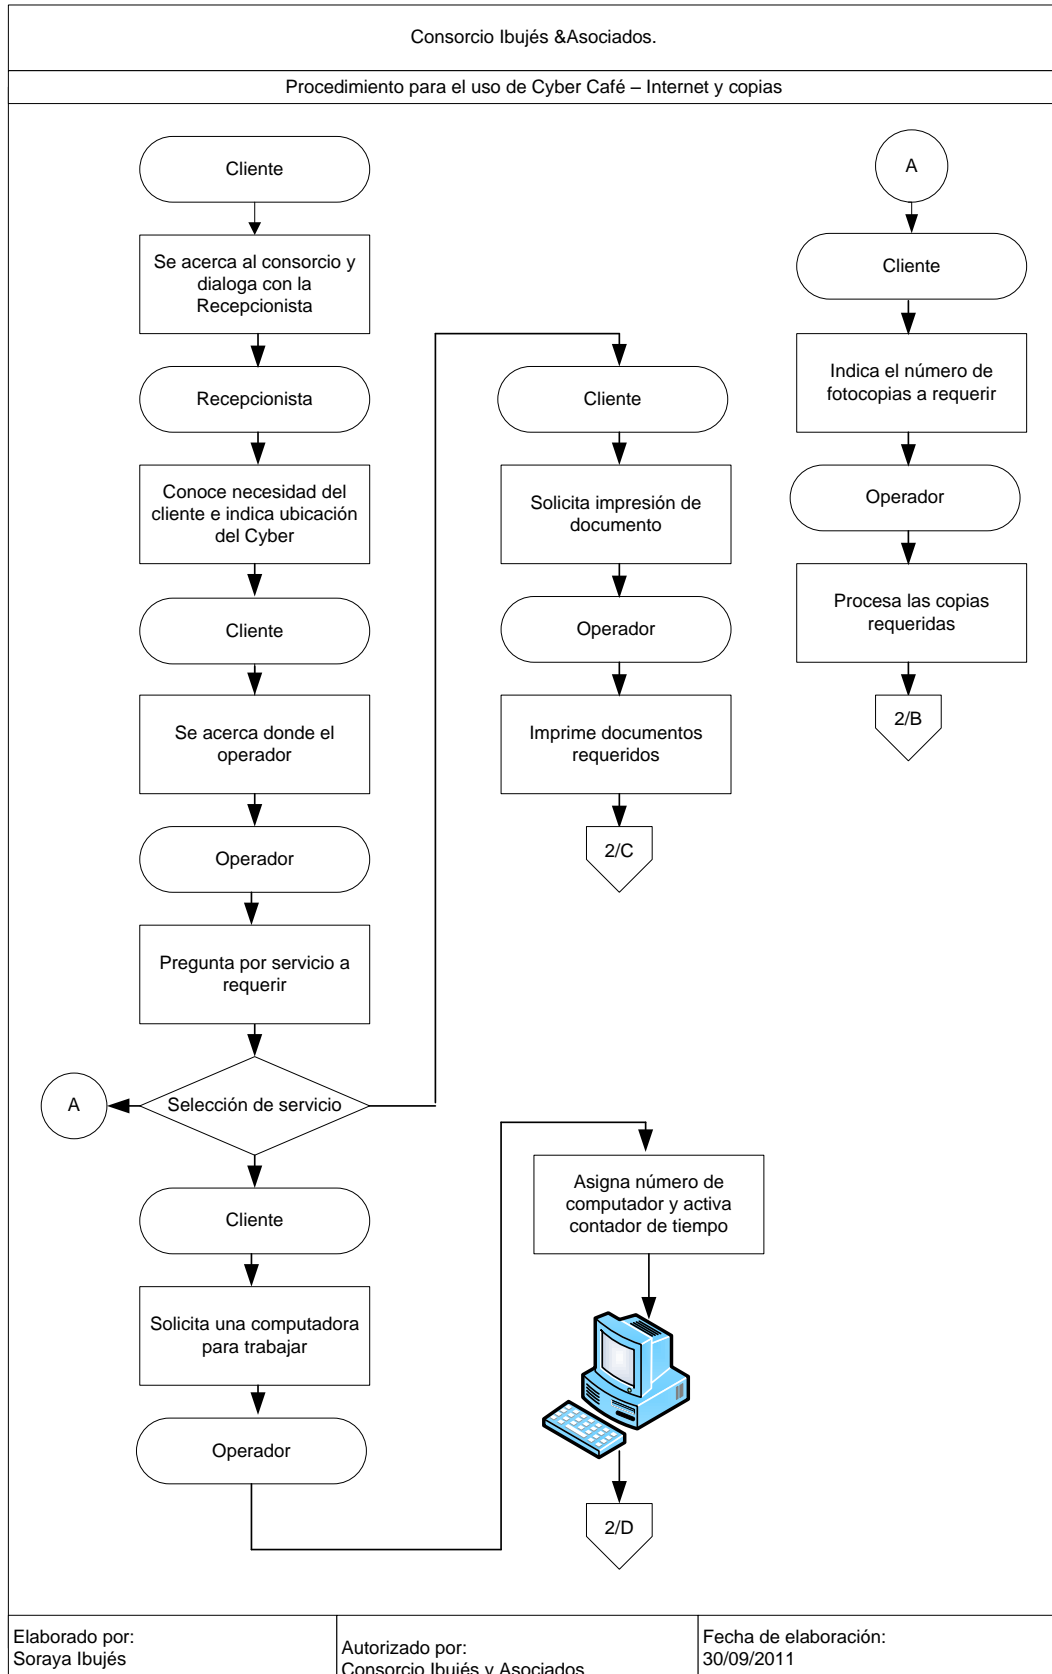 Consorcio Ibujés &Asociados.
Procedimiento para el uso de Cyber Café – Internet y copias
Cliente
Se acerca al consorcio y
dialoga con la
Recepcionista
Recepcionista
Conoce necesidad del
cliente e indica ubicación
del Cyber
Cliente
Se acerca donde el
operador
Operador
Pregunta por servicio a
requerir
Selección de servicio
A
Cliente
Solicita una computadora
para trabajar
Operador
Cliente
Solicita impresión de
documento
Operador
Imprime documentos
requeridos
2/C
Asigna número de
computador y activa
contador de tiempo
2/D
A
Cliente
Indica el número de
fotocopias a requerir
Operador
Procesa las copias
requeridas
2/B
Elaborado por:
Soraya Ibujés
Autorizado por:
Consorcio Ibujés y Asociados
Fecha de elaboración:
30/09/2011